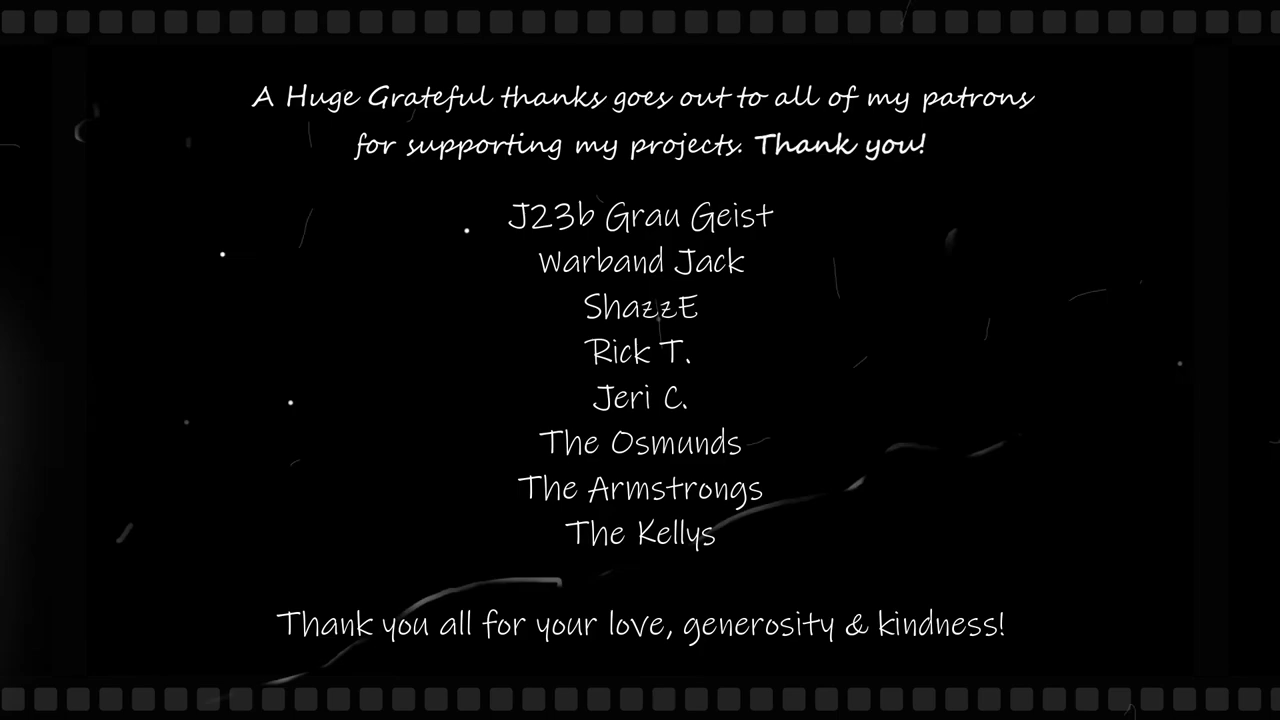 A Huge Grateful thanks goes out to all of my patrons
for supporting my projects. Thank you!
J23b Grau Geist
Warband Jack
ShazzE
Rick T.
Jeri C.
The Osmunds
The Armstrongs
The Kellys
Thank you all for your love, generosity & kindness!